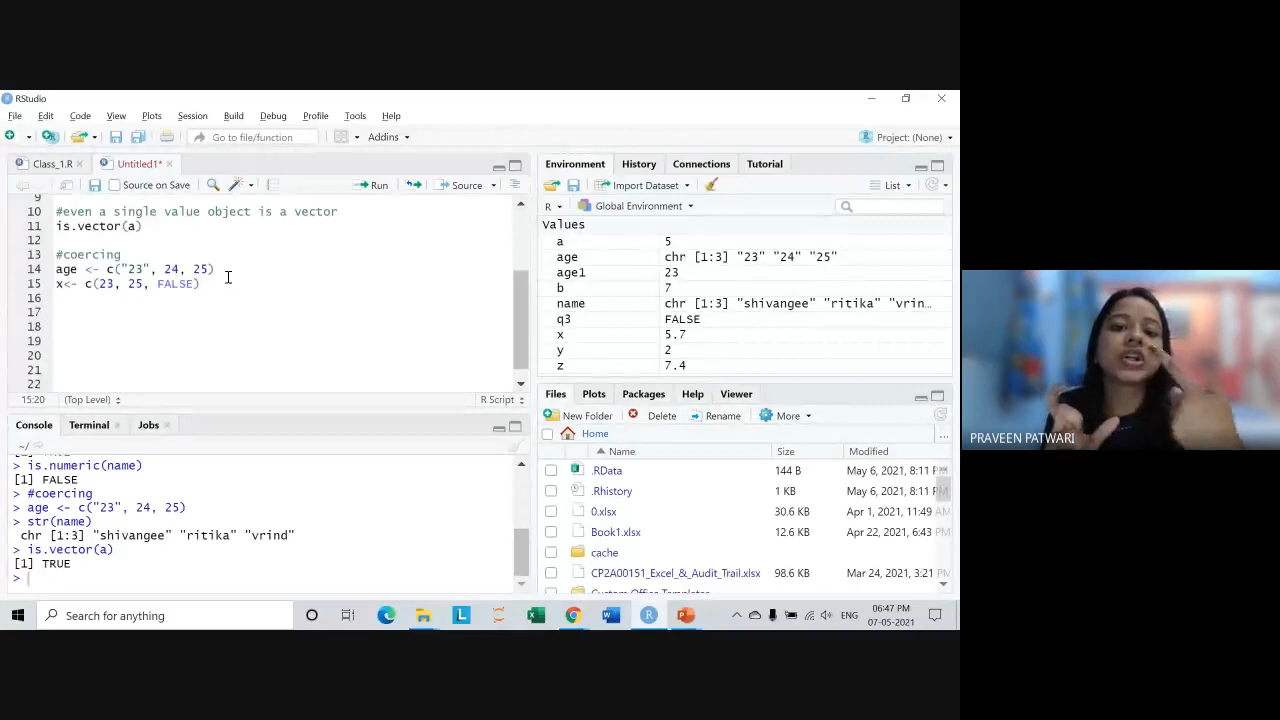 RStudio
File Edit Code View Plots Session Build Debug Profile Tools Help
Go to file/function Addins Project: (None)
Class_1.R Untitled1*
Source on Save Run Source
9
10 #even a single value object is a vector
11 is.vector(a)
12
13 #coercing
14 age <- c("23", 24, 25)
15 x<- c(23, 25, FALSE)
16
17
18
19
20
21
22
15:20 (Top Level) R Script
Console Terminal Jobs
~/
> is.numeric(name)
[1] FALSE
> #coercing
> age <- c("23", 24, 25)
> str(name)
chr [1:3] "shivangee" "ritika" "vrind"
> is.vector(a)
[1] TRUE
>
Environment History Connections Tutorial
Import Dataset List
R Global Environment
Values
a 5
age chr [1:3] "23" "24" "25"
age1 23
b 7
name chr [1:3] "shivangee" "ritika" "vrin…
q3 FALSE
x 5.7
y 2
z 7.4
Files Plots Packages Help Viewer
New Folder Delete Rename More
Home ...
Name Size Modified
.RData 144 B May 6, 2021, 8:11 P
.Rhistory 1 KB May 6, 2021, 8:11 P
0.xlsx 30.6 KB Apr 1, 2021, 11:49
Book1.xlsx 12.6 KB Apr 22, 2021, 6:43
cache
CP2A00151_Excel_&_Audit_Trail.xlsx 98.6 KB Mar 24, 2021, 3:21
PRAVEEN PATWARI
Search for anything
ENG
06:47 PM
07-05-2021